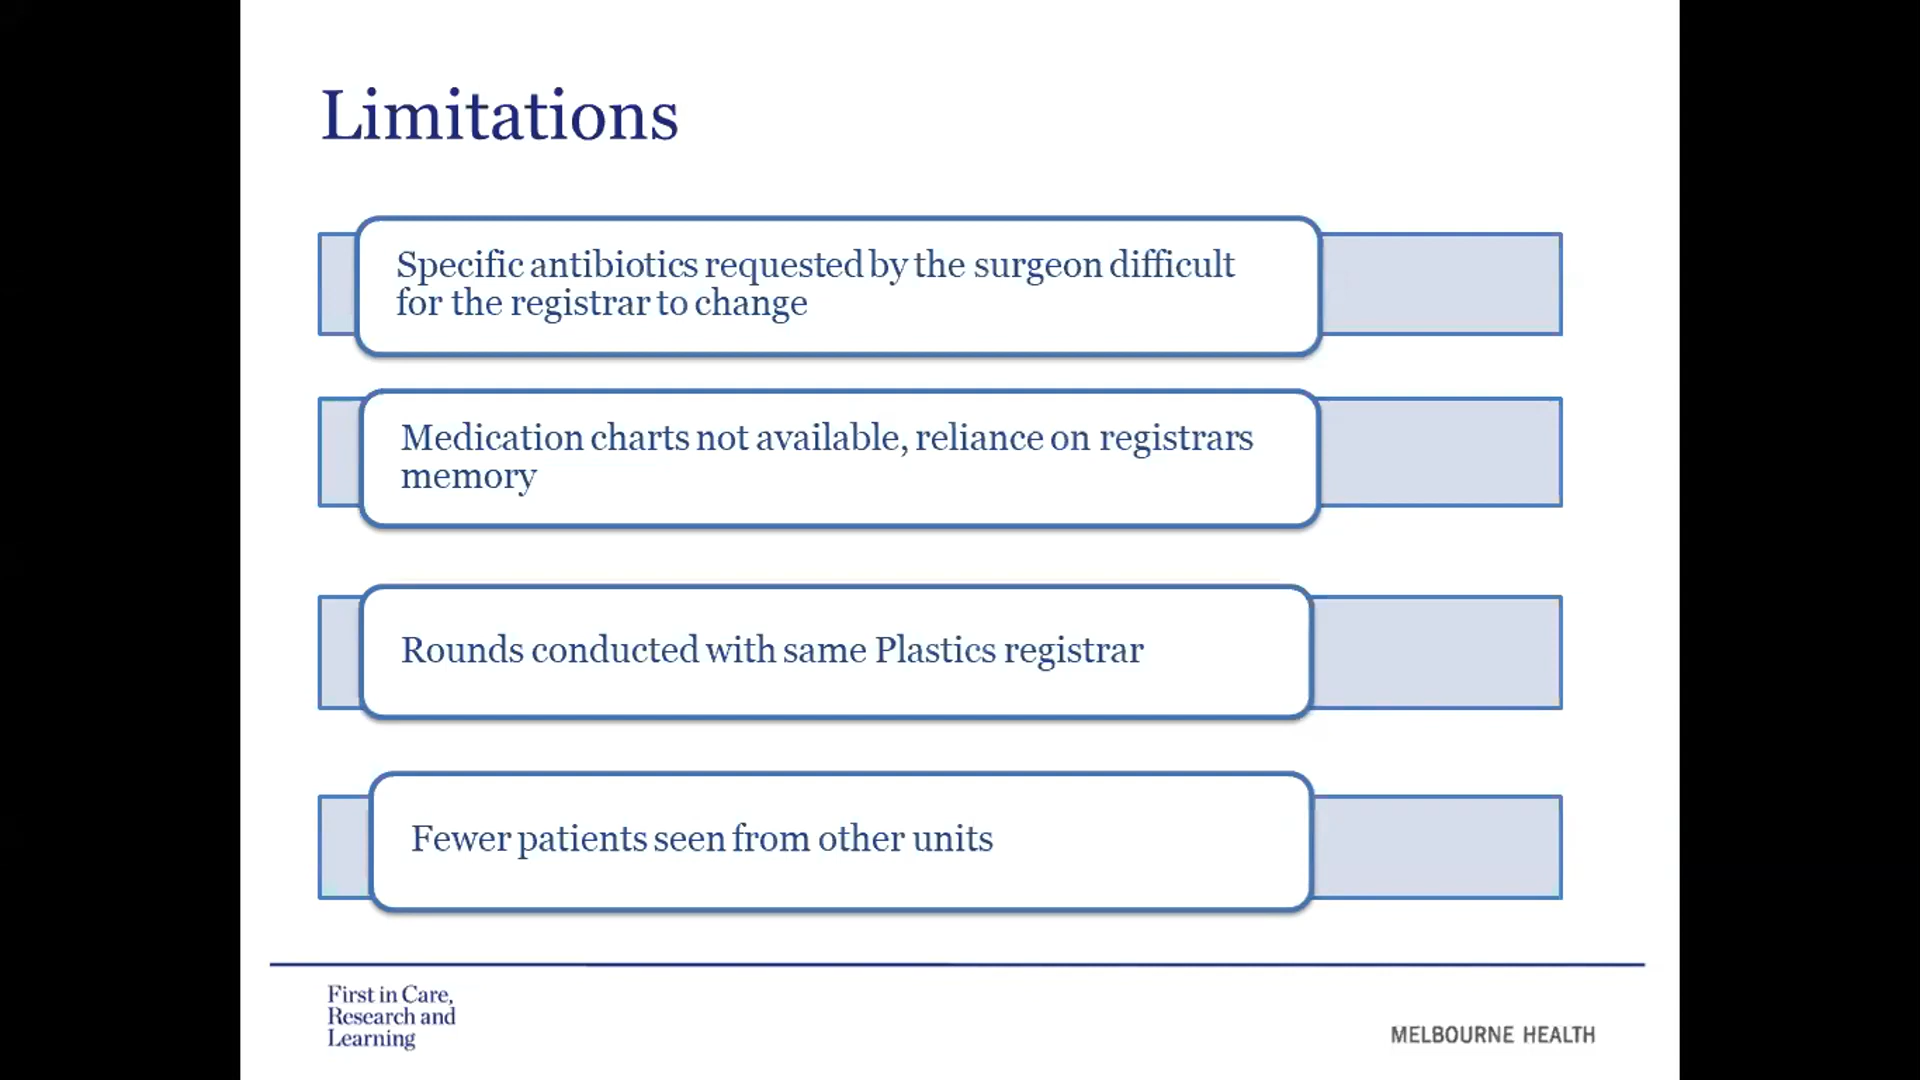 Limitations
Specific antibiotics requested by the surgeon difficult
for the registrar to change
Medication charts not available, reliance on registrars
memory
Rounds conducted with same Plastics registrar
Fewer patients seen from other units
First in Care,
Research and
Learning
MELBOURNE HEALTH